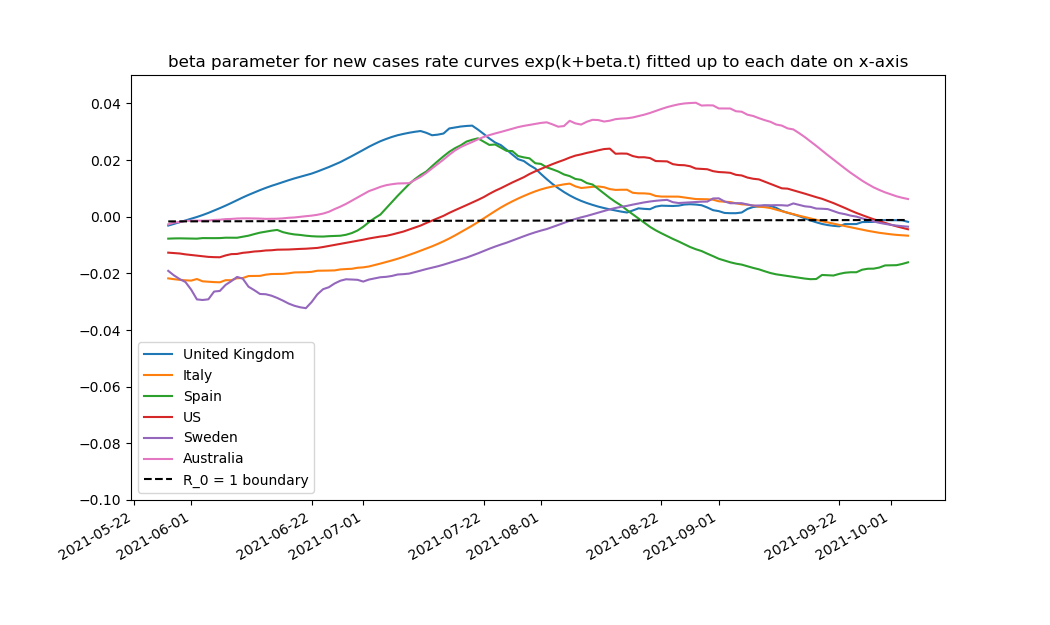 beta parameter for new cases rate curves exp(k+beta.t) fitted up to each date on x-axis
0.04
0.02
0.00
−0.02
−0.04
−0.06
−0.08
−0.10
United Kingdom
Italy
Spain
US
Sweden
Australia
R_0 = 1 boundary
2021-05-22
2021-06-01
2021-06-22
2021-07-01
2021-07-22
2021-08-01
2021-08-22
2021-09-01
2021-09-22
2021-10-01